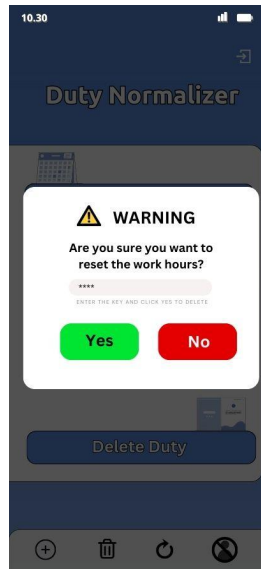 10.30
Duty Normalizer
WARNING
Are you sure you want to
reset the work hours?
****
ENTER THE KEY AND CLICK YES TO DELETE
Yes
No
Delete Duty